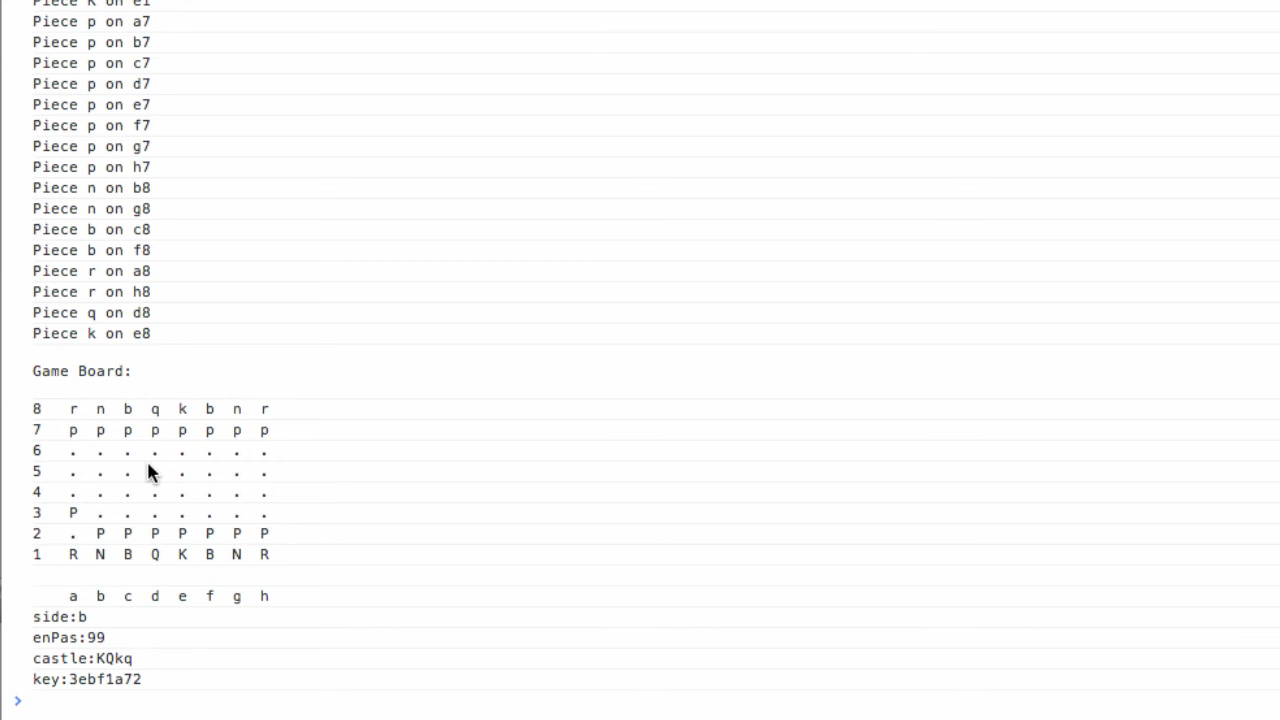 Piece K on e1
Piece p on a7
Piece p on b7
Piece p on c7
Piece p on d7
Piece p on e7
Piece p on f7
Piece p on g7
Piece p on h7
Piece n on b8
Piece n on g8
Piece b on c8
Piece b on f8
Piece r on a8
Piece r on h8
Piece q on d8
Piece k on e8
Game Board:
8 r n b q k b n r
7 p p p p p p p p
6 . . . . . . . .
5 . . . . . . . .
4 . . . . . . . .
3 P . . . . . . .
2 . P P P P P P P
1 R N B Q K B N R
a b c d e f g h
side:b
enPas:99
castle:KQkq
key:3ebf1a72
>